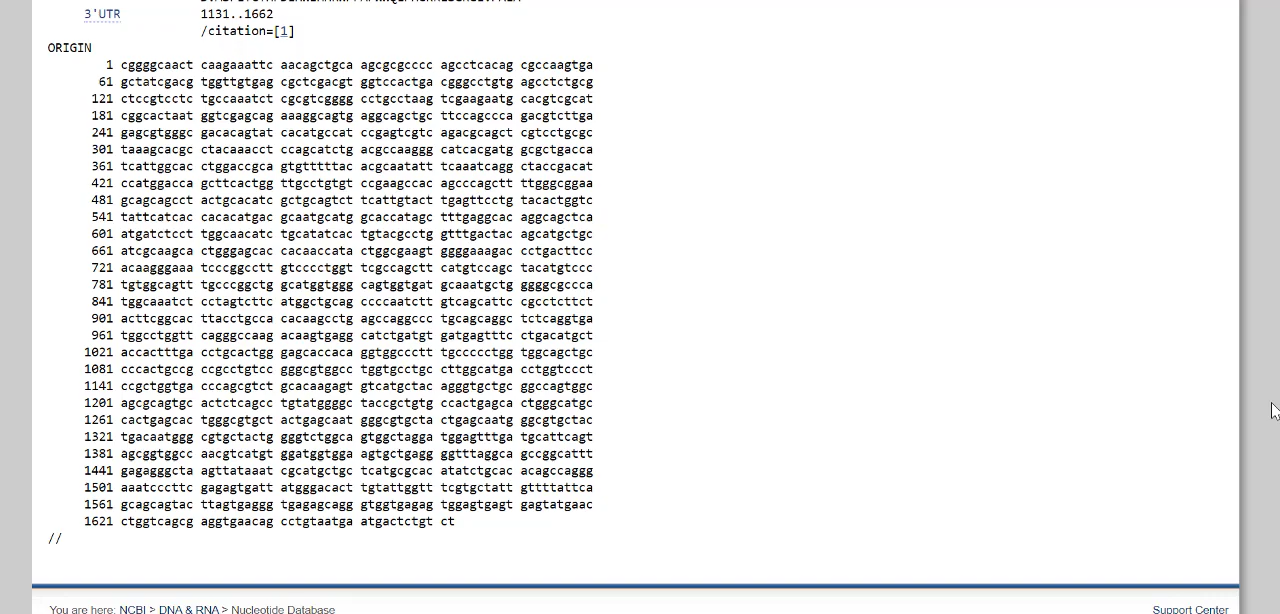 3'UTR 1131..1662
/citation=[1]
ORIGIN
1 cggggcaact caagaaattc aacagctgca agcgcgcccc agcctcacag cgccaagtga
61 gctatcgacg tggttgtgag cgctcgacgt ggtccactga cgggcctgtg agcctctgcg
121 ctccgtcctc tgccaaatct cgcgtcgggg cctgcctaag tcgaagaatg cacgtcgcat
181 cggcactaat ggtcgagcag aaaggcagtg aggcagctgc ttccagccca gacgtcttga
241 gagcgtgggc gacacagtat cacatgccat ccgagtcgtc agacgcagct cgtcctgcgc
301 taaagcacgc ctacaaacct ccagcatctg acgccaaggg catcacgatg gcgctgacca
361 tcattggcac ctggaccgca gtgtttttac acgcaatatt tcaaatcagg ctaccgacat
421 ccatggacca gcttcactgg ttgcctgtgt ccgaagccac agcccagctt ttgggcggaa
481 gcagcagcct actgcacatc gctgcagtct tcattgtact tgagttcctg tacactggtc
541 tattcatcac cacacatgac gcaatgcatg gcaccatagc tttgaggcac aggcagctca
601 atgatctcct tggcaacatc tgcatatcac tgtacgcctg gtttgactac agcatgctgc
661 atcgcaagca ctgggagcac cacaaccata ctggcgaagt ggggaaagac cctgacttcc
721 acaagggaaa tcccggcctt gtcccctggt tcgccagctt catgtccagc tacatgtccc
781 tgtggcagtt tgcccggctg gcatggtggg cagtggtgat gcaaatgctg ggggcgccca
841 tggcaaatct cctagtcttc atggctgcag ccccaatctt gtcagcattc cgcctcttct
901 acttcggcac ttacctgcca cacaagcctg agccaggccc tgcagcaggc tctcaggtga
961 tggcctggtt cagggccaag acaagtgagg catctgatgt gatgagtttc ctgacatgct
1021 accactttga cctgcactgg gagcaccaca ggtggccctt tgccccctgg tggcagctgc
1081 cccactgccg ccgcctgtcc gggcgtggcc tggtgcctgc cttggcatga cctggtccct
1141 ccgctggtga cccagcgtct gcacaagagt gtcatgctac agggtgctgc ggccagtggc
1201 agcgcagtgc actctcagcc tgtatggggc taccgctgtg ccactgagca ctgggcatgc
1261 cactgagcac tgggcgtgct actgagcaat gggcgtgcta ctgagcaatg ggcgtgctac
1321 tgacaatggg cgtgctactg gggtctggca gtggctagga tggagtttga tgcattcagt
1381 agcggtggcc aacgtcatgt ggatggtgga agtgctgagg gggtttaggca gccggcattt
1441 gagagggcta agttataaat cgcatgctgc tcatgcgcac atatctgcac acagccaggg
1501 aaatcccttc gagagtgatt atgggacact tgtattggtt tcgtgctatt gttttattca
1561 gcagcagtac ttagtgaggg tgagagcagg ggtggtgagag tggagtgagt gagtatgaac
1621 ctggtcagcg aggtgaacag cctgtaatga atgactctgt ct
//
You are here: NCBI > DNA & RNA > Nucleotide Database
Support Center